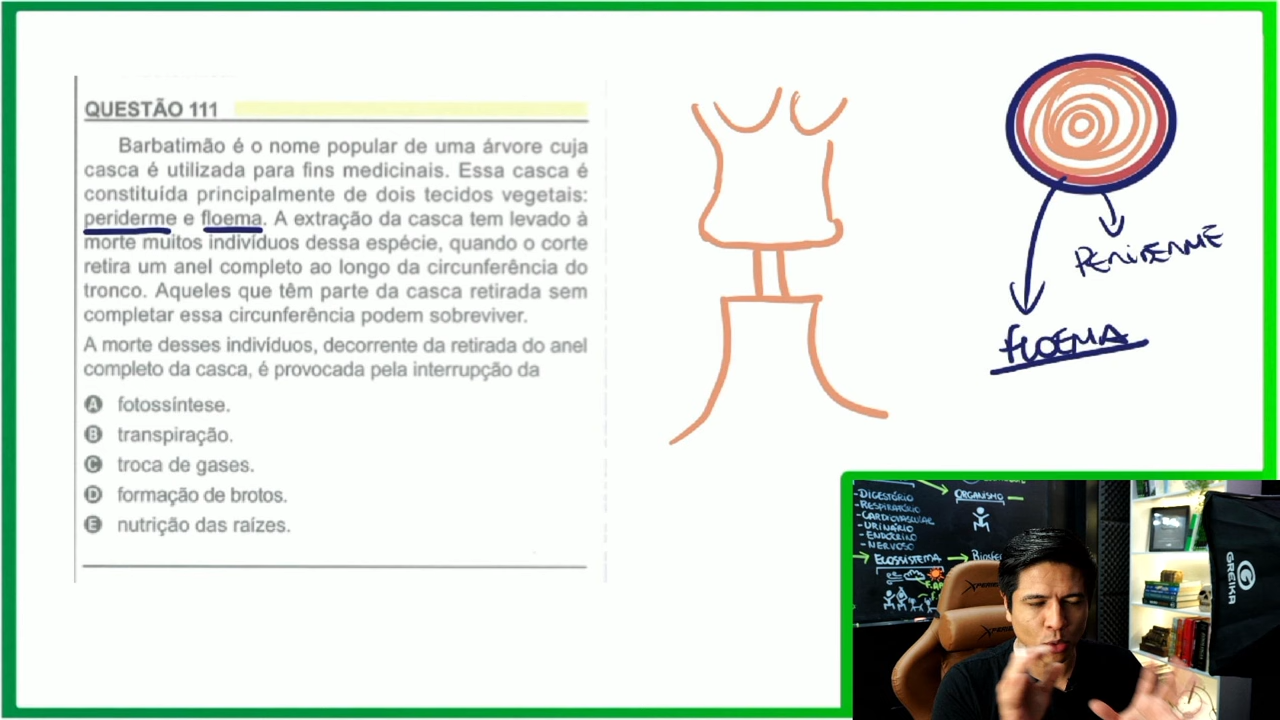 QUESTÃO 111
Barbatimão é o nome popular de uma árvore cuja
casca é utilizada para fins medicinais. Essa casca é
constituída principalmente de dois tecidos vegetais:
periderme e floema. A extração da casca tem levado à
morte muitos indivíduos dessa espécie, quando o corte
retira um anel completo ao longo da circunferência do
tronco. Aqueles que têm parte da casca retirada sem
completar essa circunferência podem sobreviver.
A morte desses indivíduos, decorrente da retirada do anel
completo da casca, é provocada pela interrupção da
A fotossíntese.
B transpiração.
C troca de gases.
D formação de brotos.
E nutrição das raízes.
PERIDERME
FLOEMA
-DIGESTÓRIO
-RESPIRATÓRIO
-CARDIOVASCULAR
-URINÁRIO
-ENDÓCRINO
-NERVOSO
ORGANISMO
ECOSSISTEMA
GREIKA